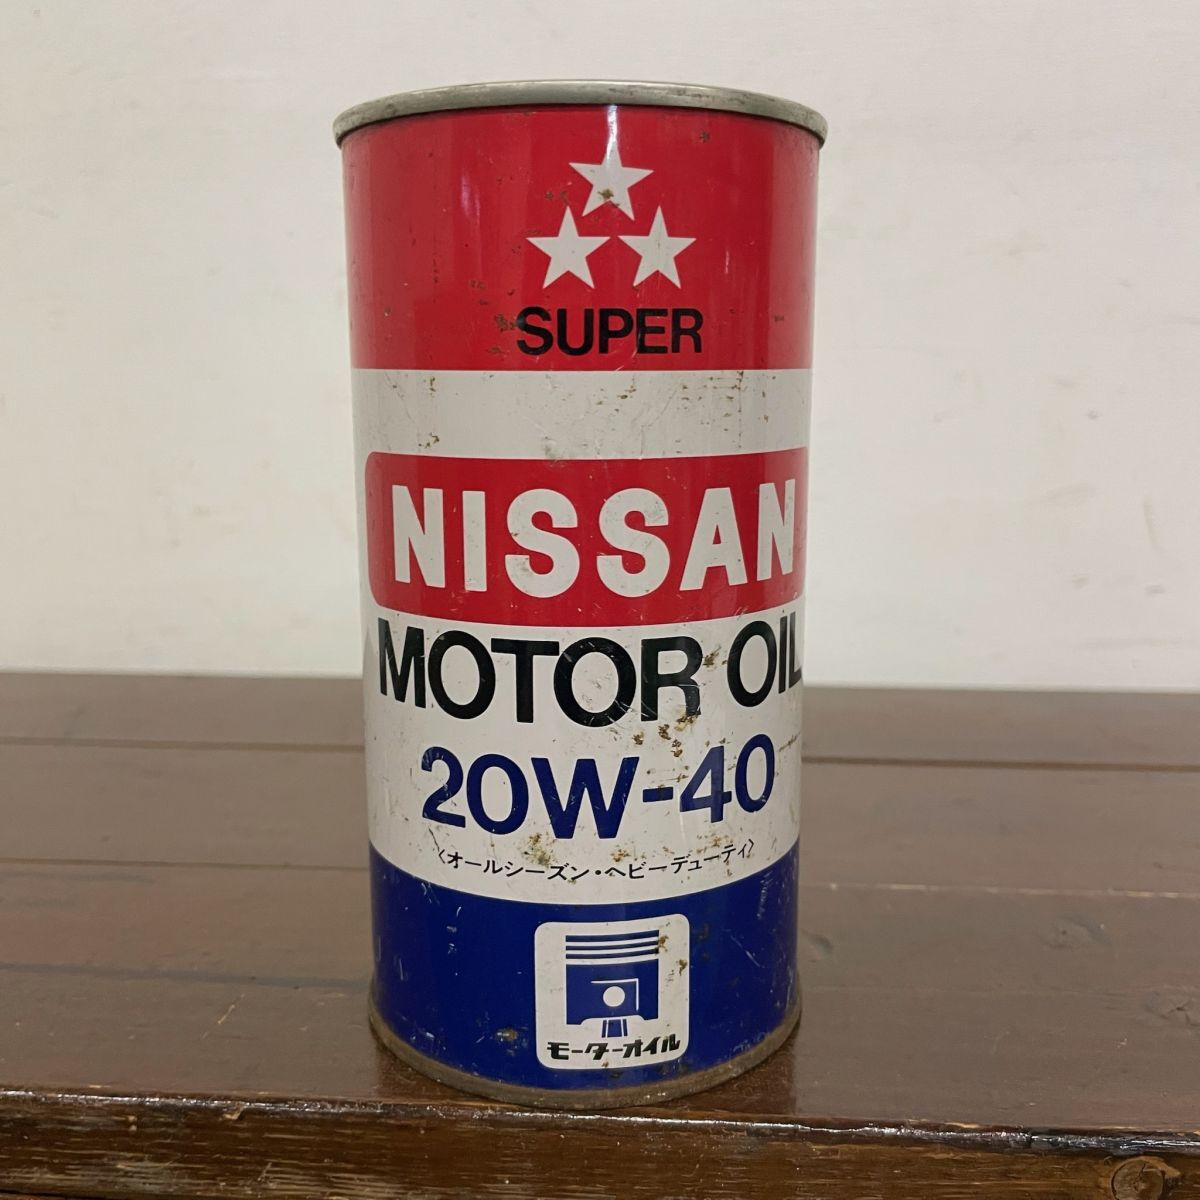 SUPER
NISSAN
MOTOR OIL
20W-40
〈オールシーズン・ヘビーデューティ〉
モーターオイル